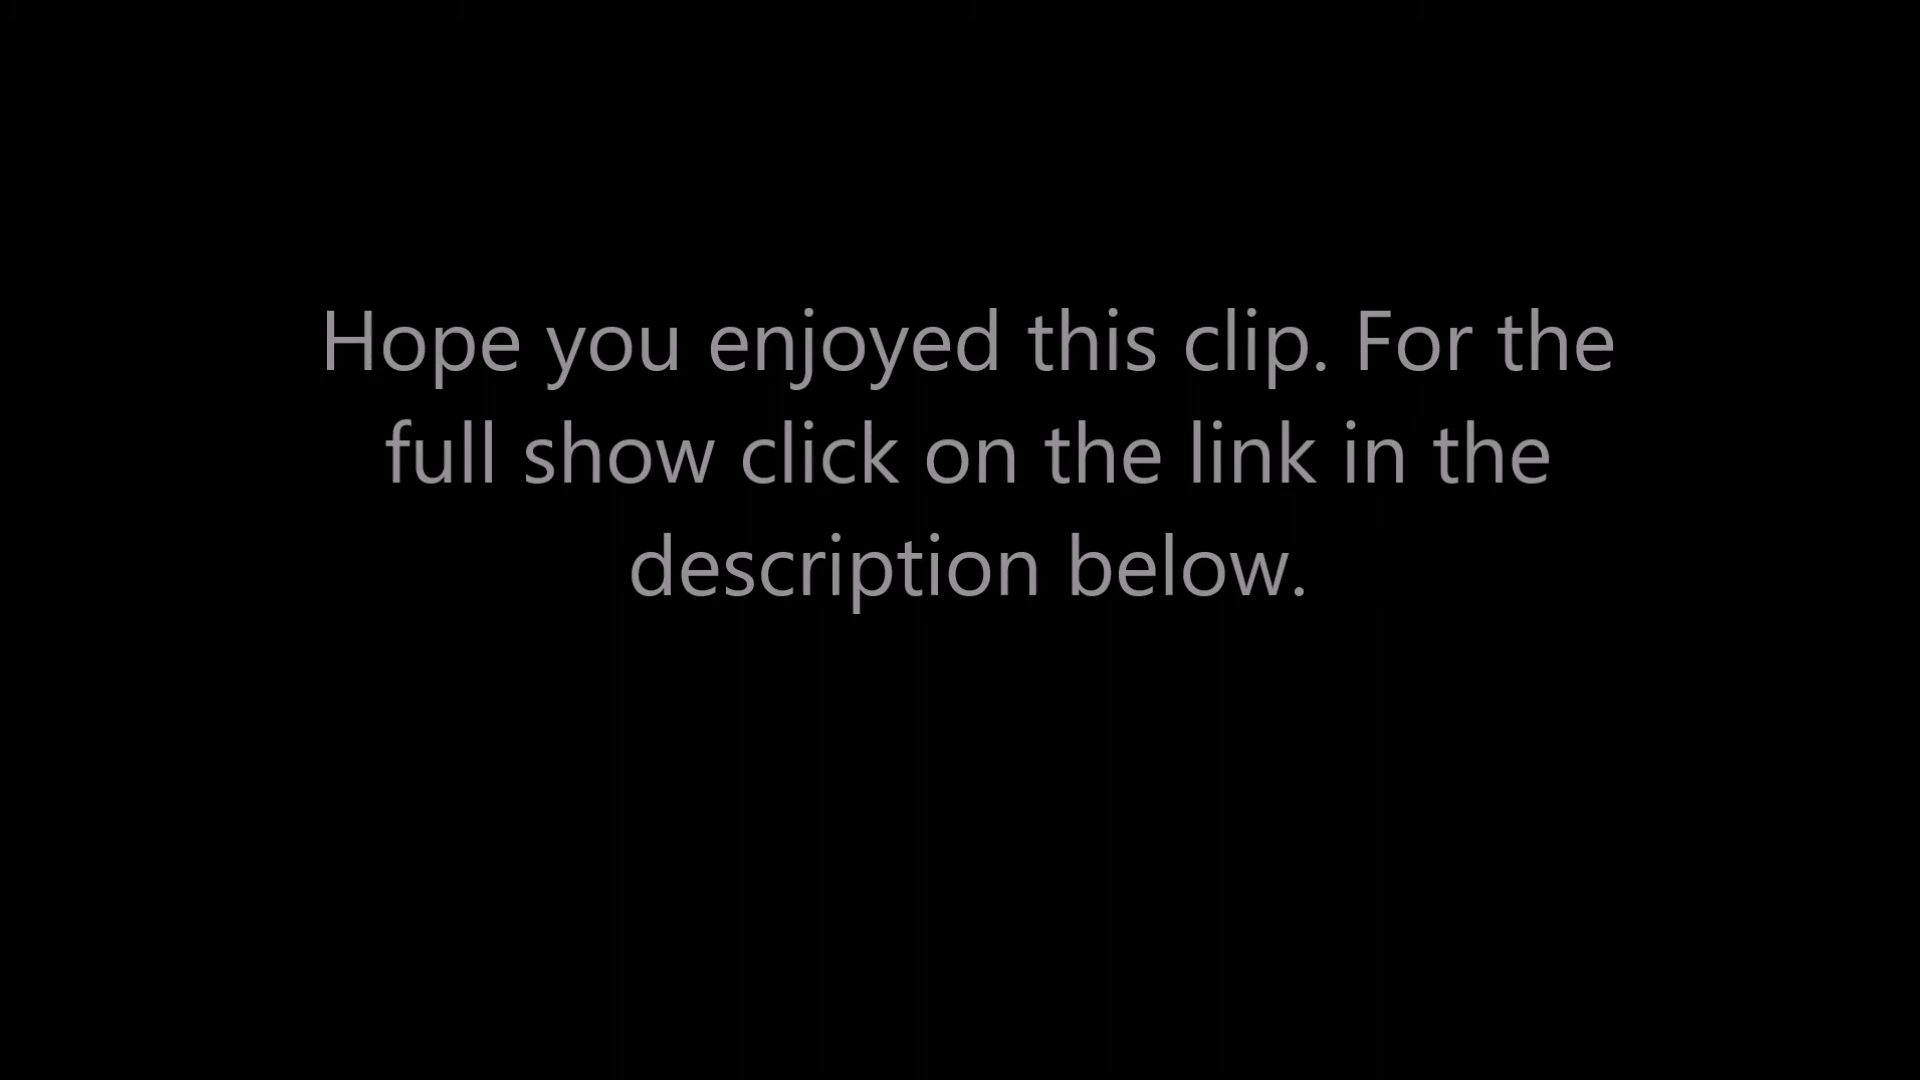 Hope you enjoyed this clip. For the
full show click on the link in the
description below.